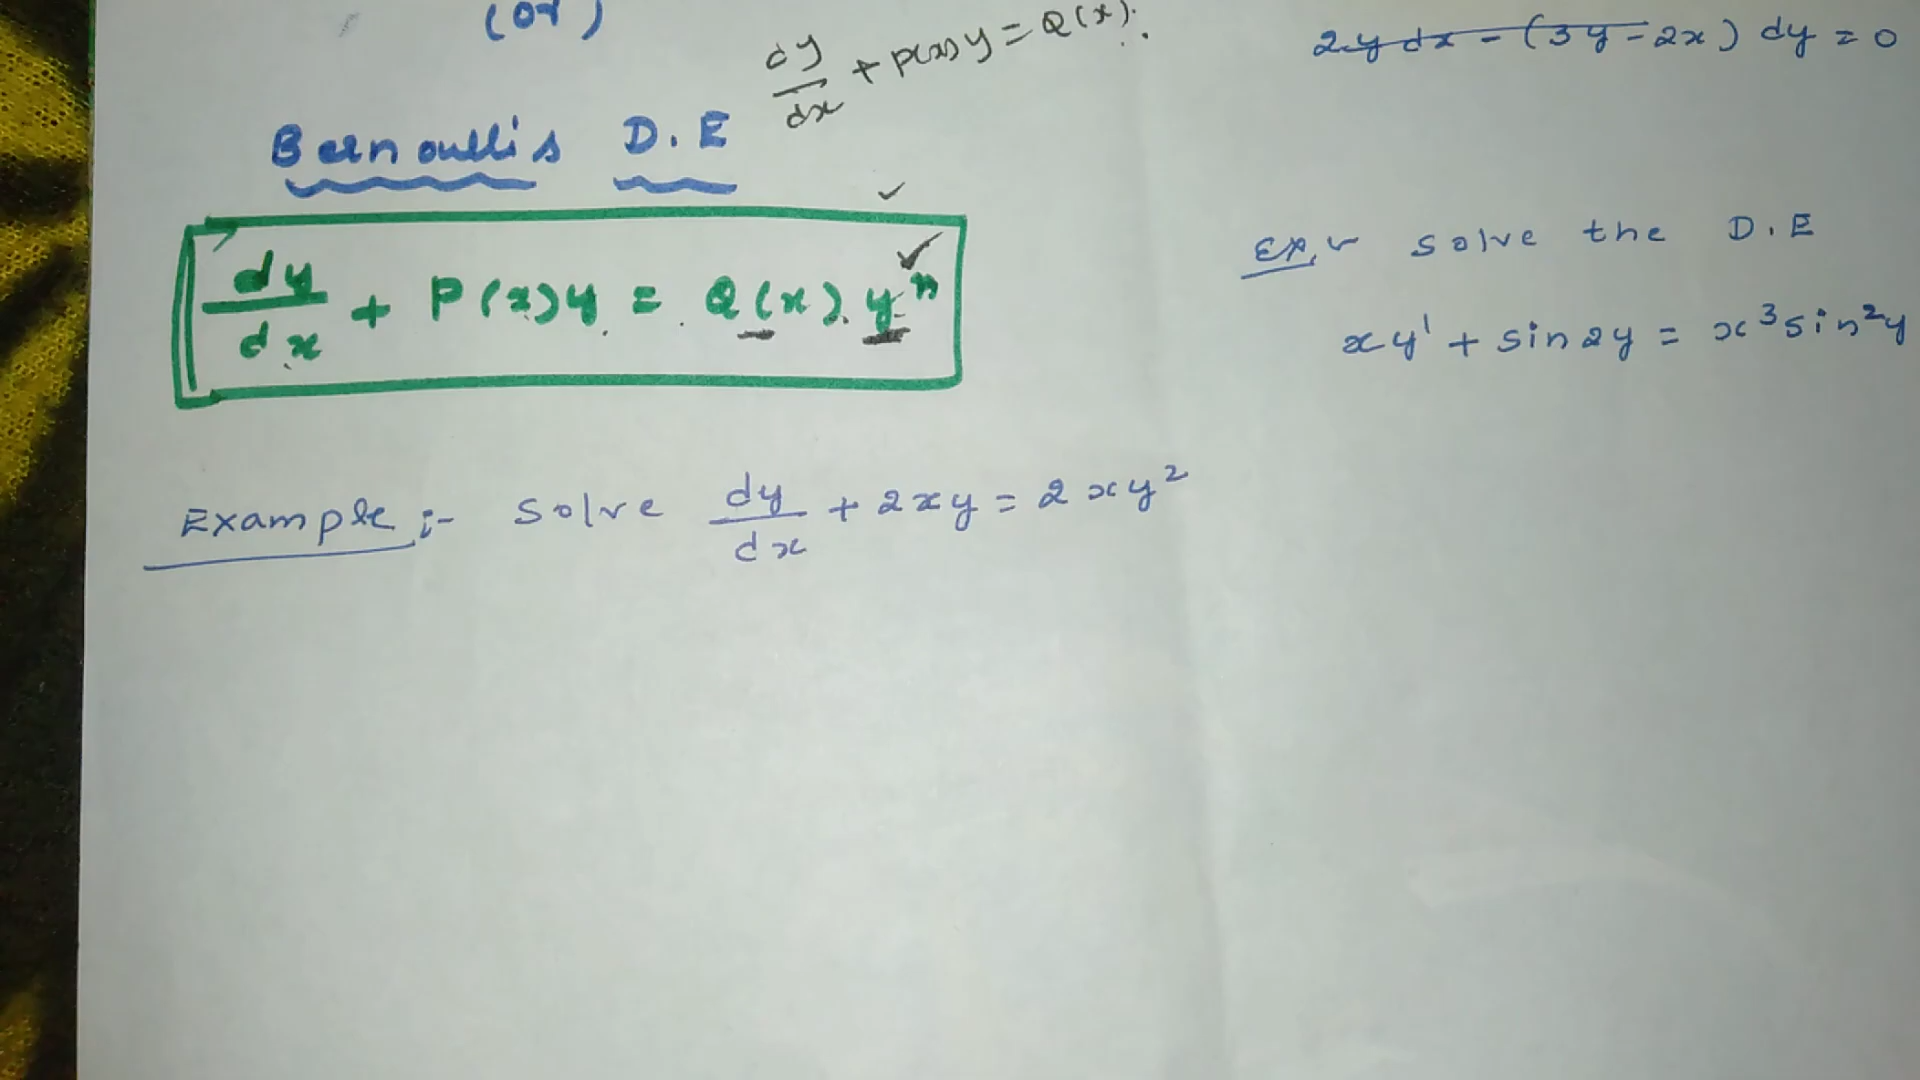 (or)
dy/dx + p(x)y = Q(x).
Bernoullis D.E
dy/dx + P(x)y = Q(x).y^n
Example:- Solve dy/dx + 2xy = 2xy^2
2y dx - (3y - 2x) dy = 0
Ex. Solve the D.E
xy' + sin2y = x^3 sin^2y